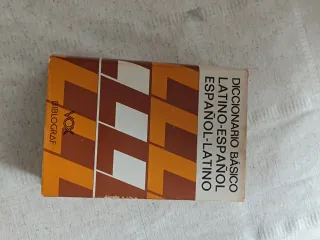 DICCIONARIO BÁSICO
LATINO-ESPAÑOL
ESPAÑOL-LATINO
VOX
BIBLOGRAF